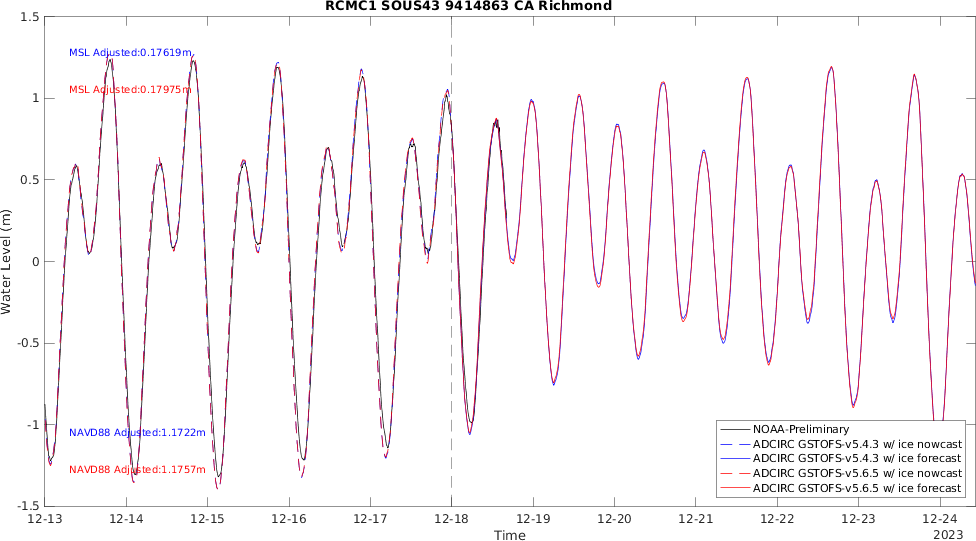 RCMC1 SOUS43 9414863 CA Richmond
1.5
MSL Adjusted:0.17619m
MSL Adjusted:0.17975m
1
0.5
0
-0.5
-1
-1.5
Water Level (m)
NAVD88 Adjusted:1.1722m
NAVD88 Adjusted:1.1757m
NOAA-Preliminary
ADCIRC GSTOFS-v5.4.3 w/ ice nowcast
ADCIRC GSTOFS-v5.4.3 w/ ice forecast
ADCIRC GSTOFS-v5.6.5 w/ ice nowcast
ADCIRC GSTOFS-v5.6.5 w/ ice forecast
12-13 12-14 12-15 12-16 12-17 12-18 12-19 12-20 12-21 12-22 12-23 12-24
Time
2023